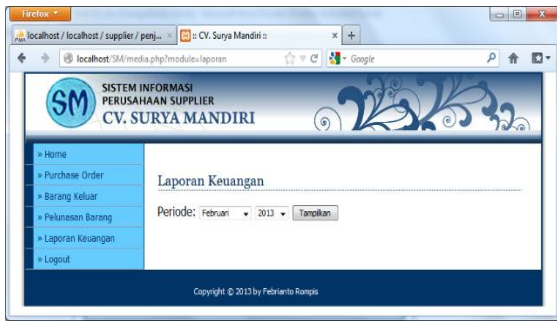 Firefox
localhost / localhost / supplier / penj...
:: CV. Surya Mandiri ::
localhost/SM/media.php?module=laporan
Google
SM
SISTEM INFORMASI
PERUSAHAAN SUPPLIER
CV. SURYA MANDIRI
» Home
» Purchase Order
» Barang Keluar
» Pelunasan Barang
» Laporan Keuangan
» Logout
Laporan Keuangan
Periode: Februari 2013 Tampilkan
Copyright © 2013 by Febrianto Rompis